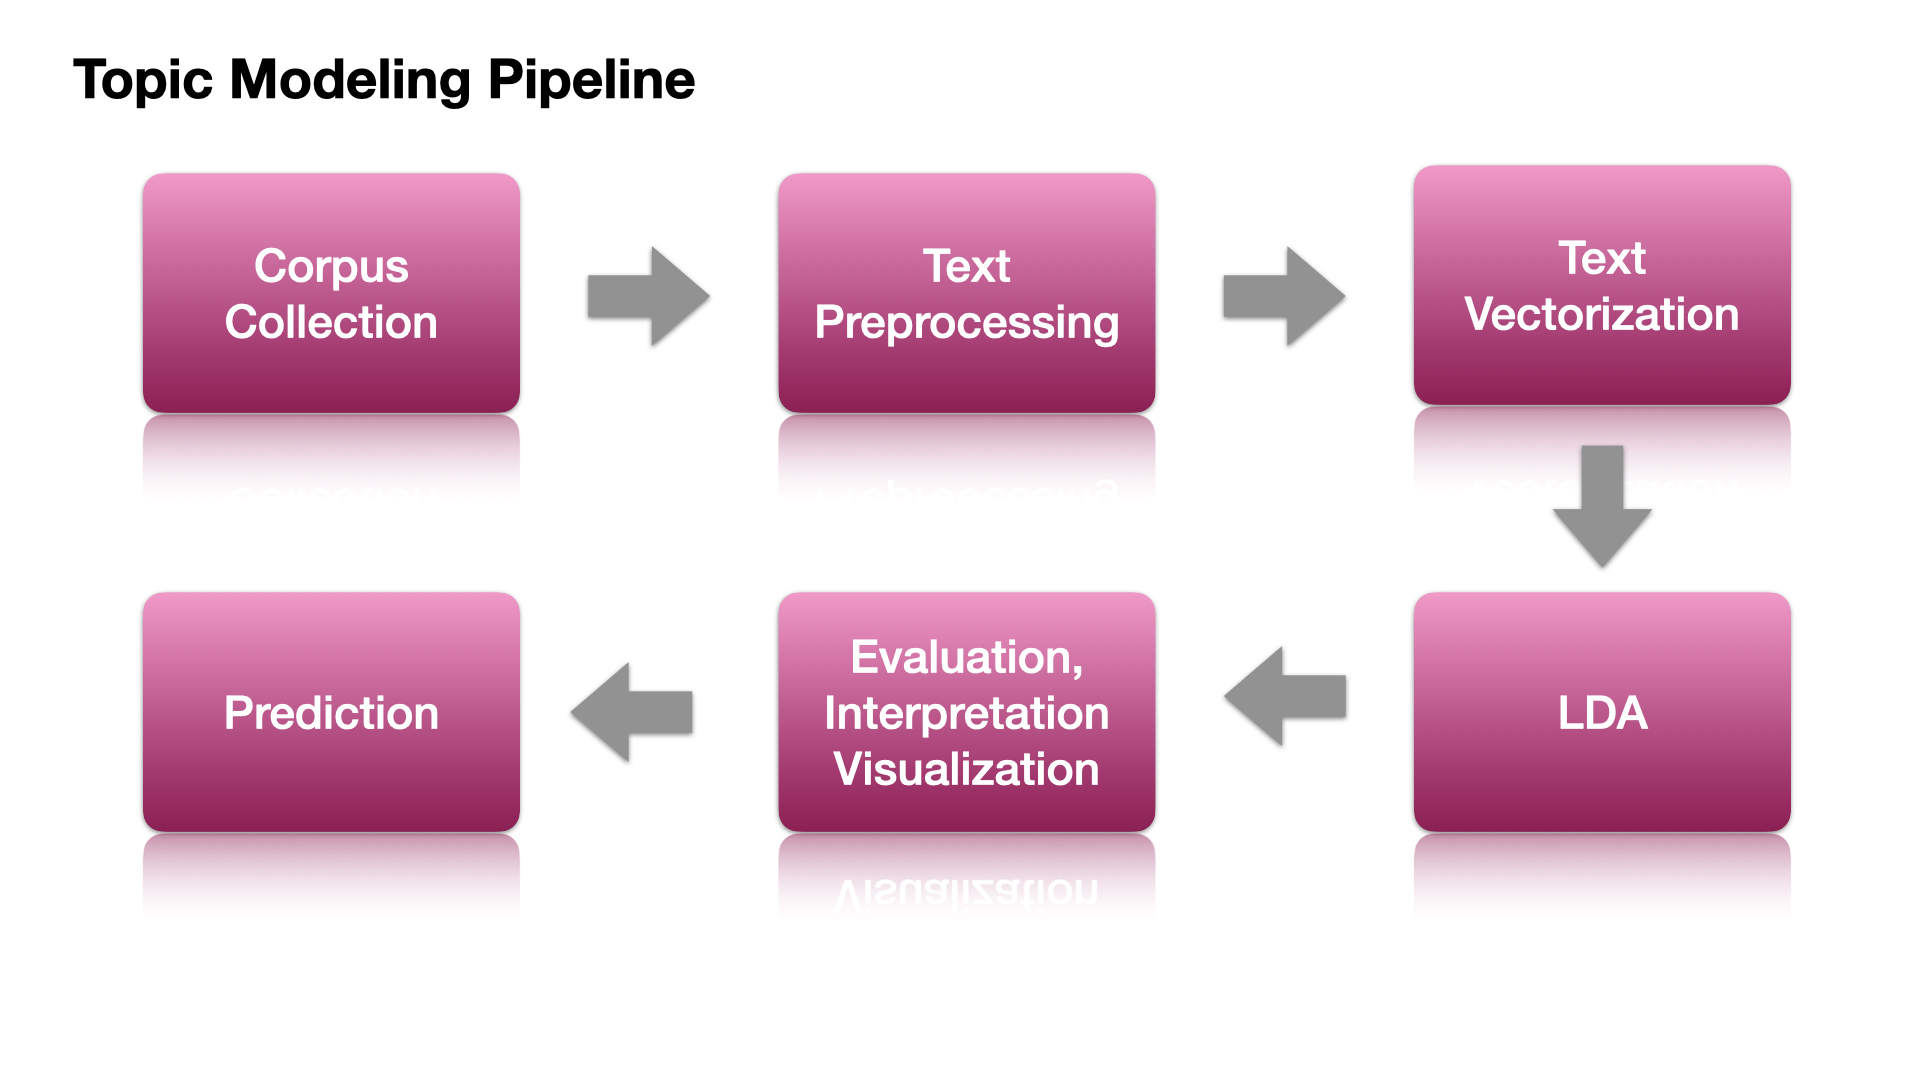 Topic Modeling Pipeline
Corpus
Collection
Text
Preprocessing
Text
Vectorization
LDA
Evaluation,
Interpretation
Visualization
Prediction